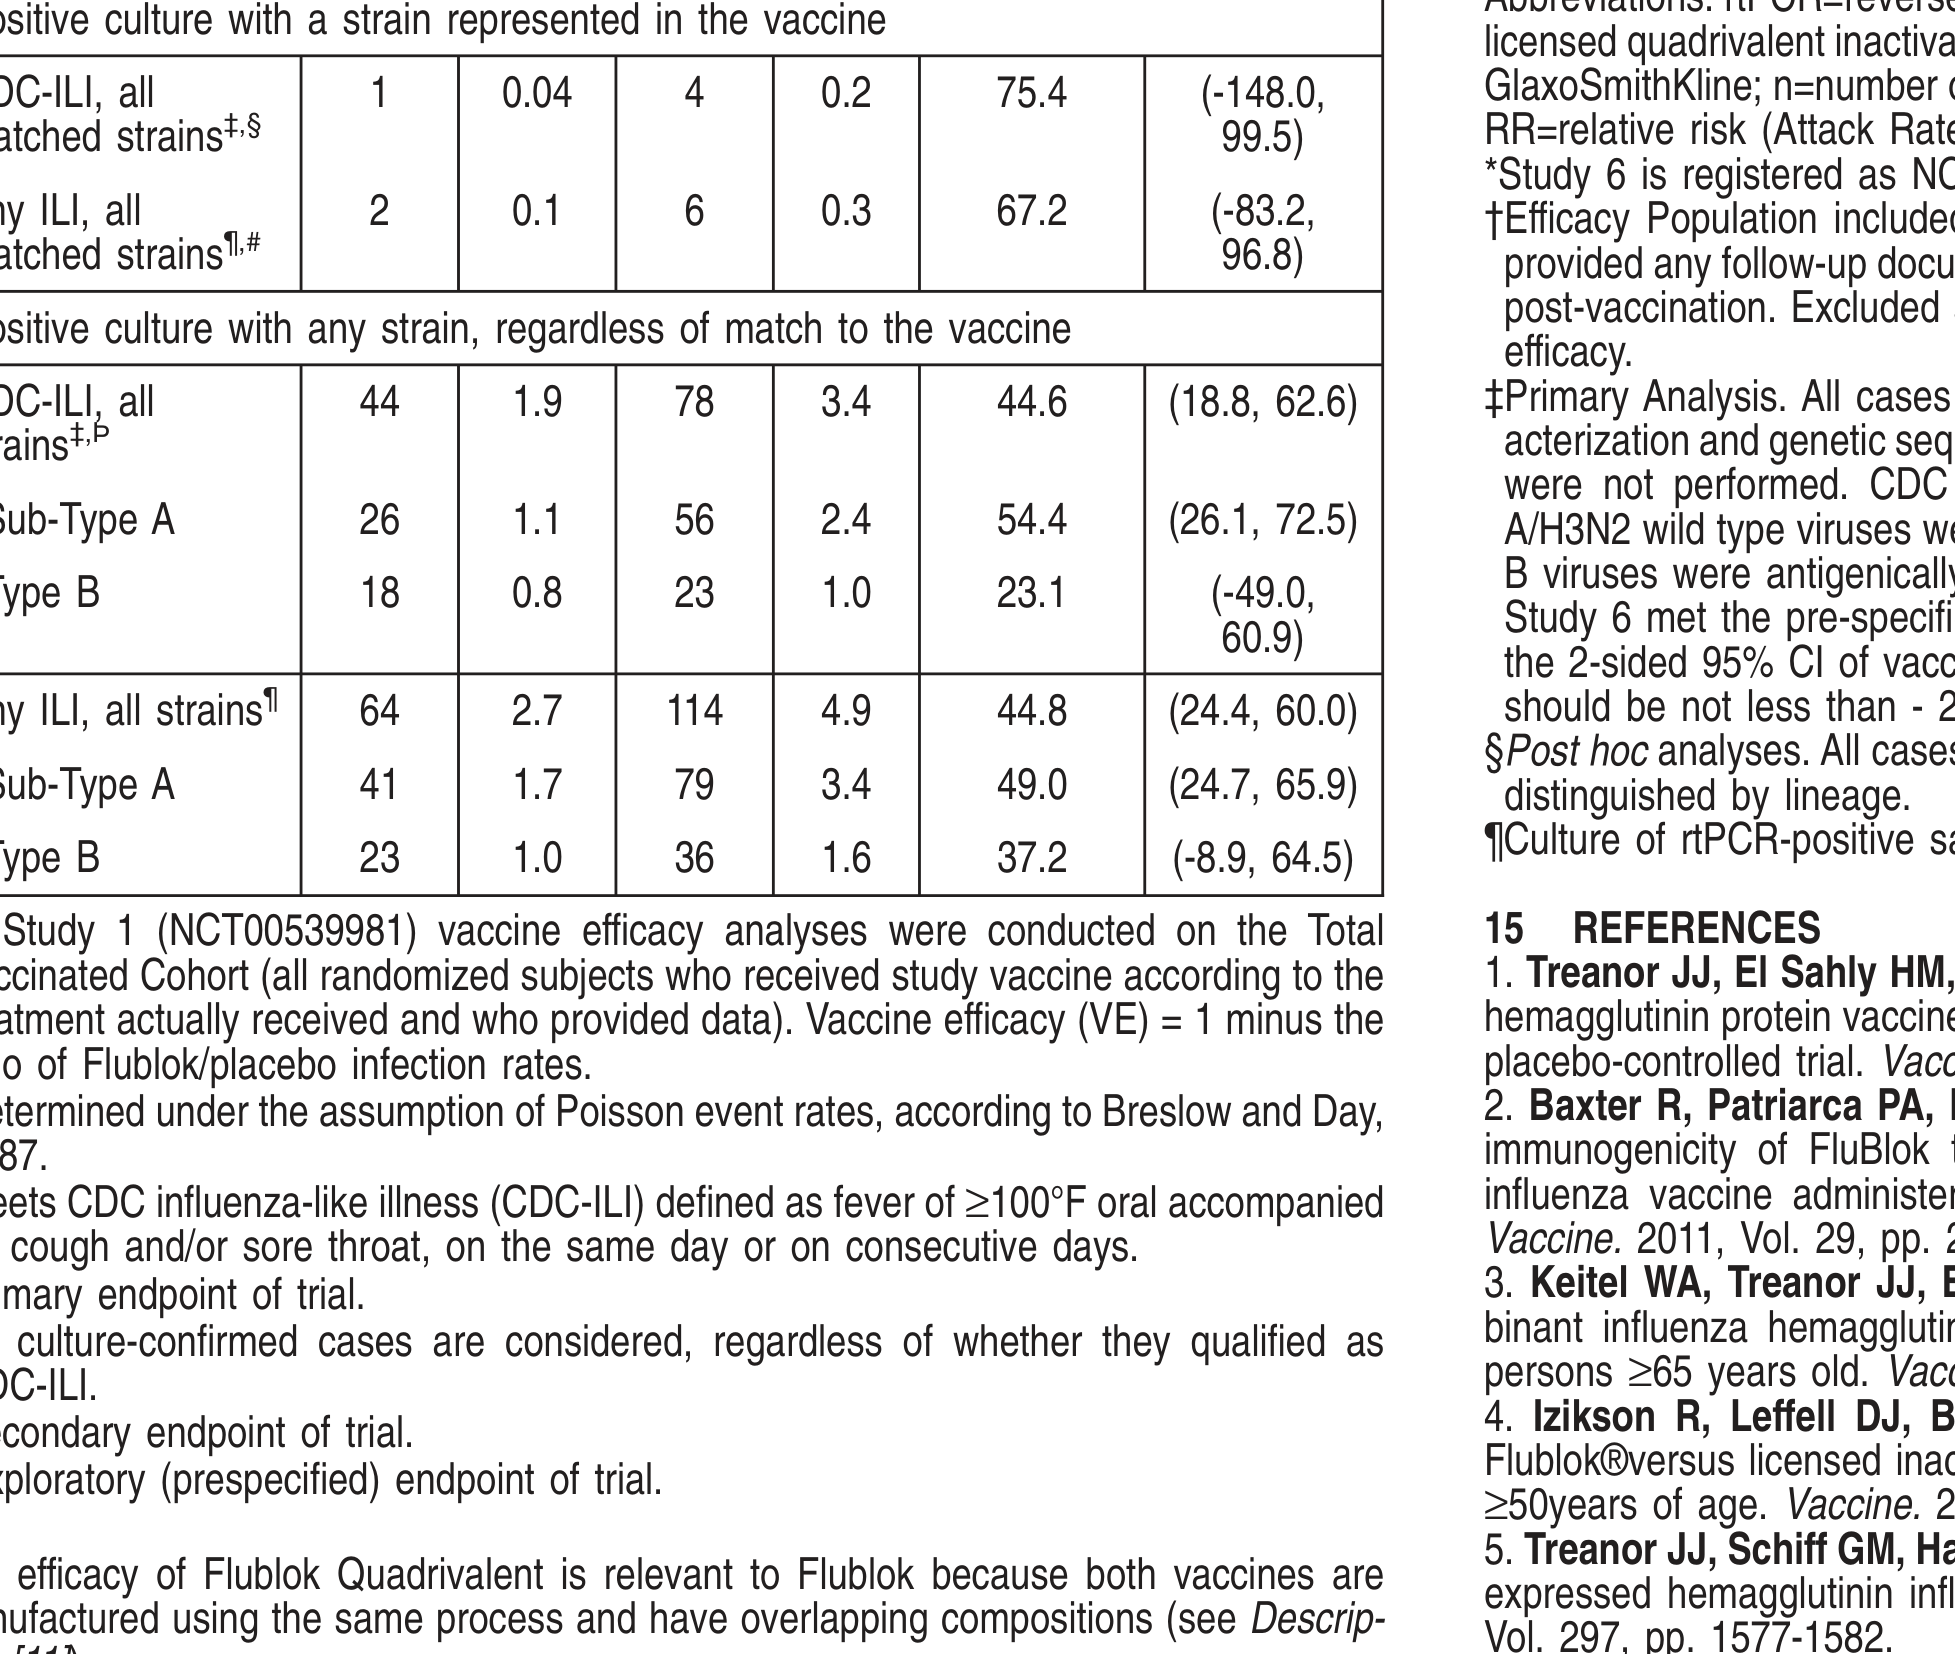 ositive culture with a strain represented in the vaccine
DC-ILI, all 1 0.04 4 0.2 75.4 (-148.0,
atched strains‡,§ 99.5)
ny ILI, all 2 0.1 6 0.3 67.2 (-83.2,
atched strains¶,# 96.8)
ositive culture with any strain, regardless of match to the vaccine
DC-ILI, all 44 1.9 78 3.4 44.6 (18.8, 62.6)
rains‡,Þ
Sub-Type A 26 1.1 56 2.4 54.4 (26.1, 72.5)
Type B 18 0.8 23 1.0 23.1 (-49.0,
60.9)
ny ILI, all strains¶ 64 2.7 114 4.9 44.8 (24.4, 60.0)
Sub-Type A 41 1.7 79 3.4 49.0 (24.7, 65.9)
Type B 23 1.0 36 1.6 37.2 (-8.9, 64.5)
Study 1 (NCT00539981) vaccine efficacy analyses were conducted on the Total
ccinated Cohort (all randomized subjects who received study vaccine according to the
eatment actually received and who provided data). Vaccine efficacy (VE) = 1 minus the
o of Flublok/placebo infection rates.
etermined under the assumption of Poisson event rates, according to Breslow and Day,
87.
eets CDC influenza-like illness (CDC-ILI) defined as fever of ≥100°F oral accompanied
cough and/or sore throat, on the same day or on consecutive days.
mary endpoint of trial.
culture-confirmed cases are considered, regardless of whether they qualified as
DC-ILI.
econdary endpoint of trial.
xploratory (prespecified) endpoint of trial.
efficacy of Flublok Quadrivalent is relevant to Flublok because both vaccines are
nufactured using the same process and have overlapping compositions (see Descrip-
[11])
Abbreviations: rtPCR=reverse
licensed quadrivalent inactiva
GlaxoSmithKline; n=number o
RR=relative risk (Attack Rate
*Study 6 is registered as NC
†Efficacy Population included
provided any follow-up docu
post-vaccination. Excluded
efficacy.
‡Primary Analysis. All cases
acterization and genetic seq
were not performed. CDC
A/H3N2 wild type viruses we
B viruses were antigenically
Study 6 met the pre-specifi
the 2-sided 95% CI of vacc
should be not less than - 2
§Post hoc analyses. All cases
distinguished by lineage.
¶Culture of rtPCR-positive sa
15 REFERENCES
1. Treanor JJ, El Sahly HM,
hemagglutinin protein vaccine
placebo-controlled trial. Vacc
2. Baxter R, Patriarca PA,
immunogenicity of FluBlok t
influenza vaccine administer
Vaccine. 2011, Vol. 29, pp. 2
3. Keitel WA, Treanor JJ, E
binant influenza hemagglutin
persons ≥65 years old. Vacc
4. Izikson R, Leffell DJ, B
Flublok®versus licensed inac
≥50years of age. Vaccine. 2
5. Treanor JJ, Schiff GM, Ha
expressed hemagglutinin infl
Vol. 297, pp. 1577-1582.